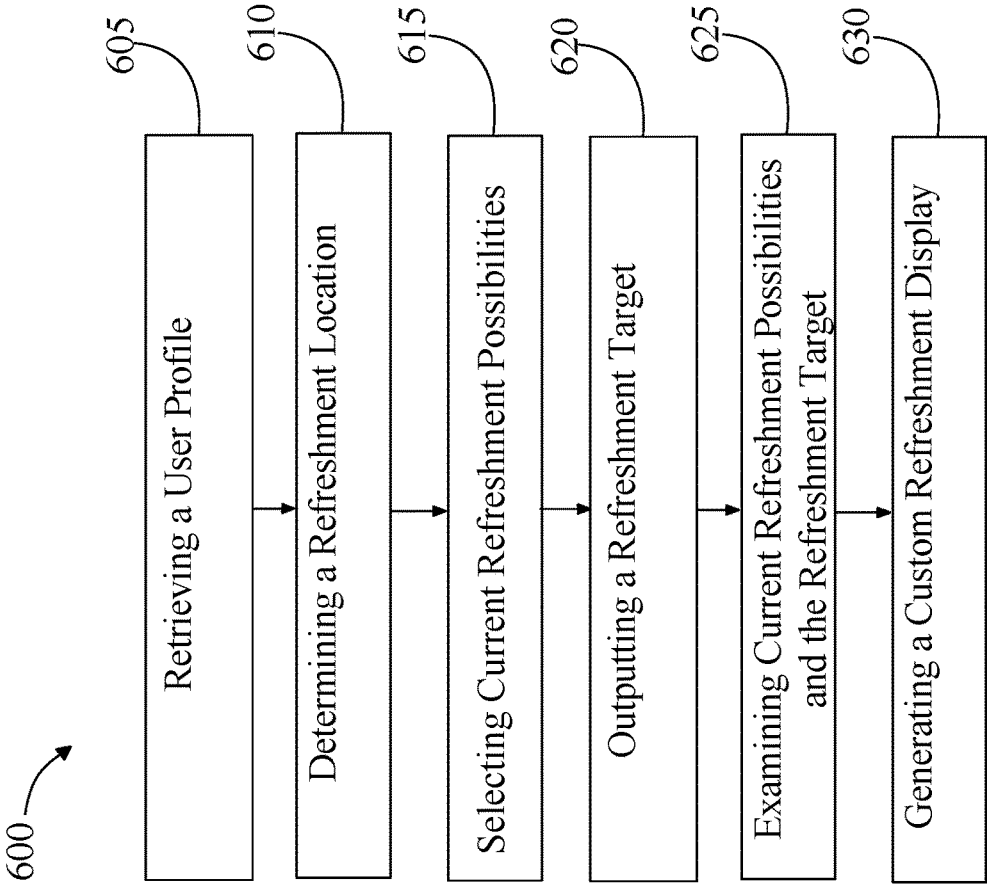 600
605
Retrieving a User Profile
610
Determining a Refreshment Location
615
Selecting Current Refreshment Possibilities
620
Outputting a Refreshment Target
625
Examining Current Refreshment Possibilities
and the Refreshment Target
630
Generating a Custom Refreshment Display